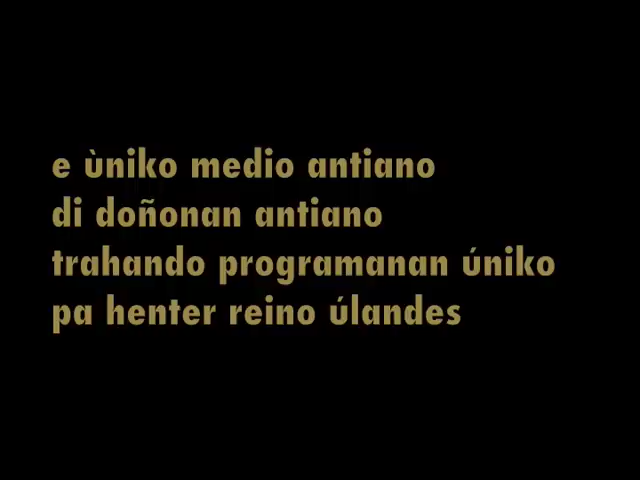 e ùniko medio antiano
di doñonan antiano
trahando programanan úniko
pa henter reino úlandes